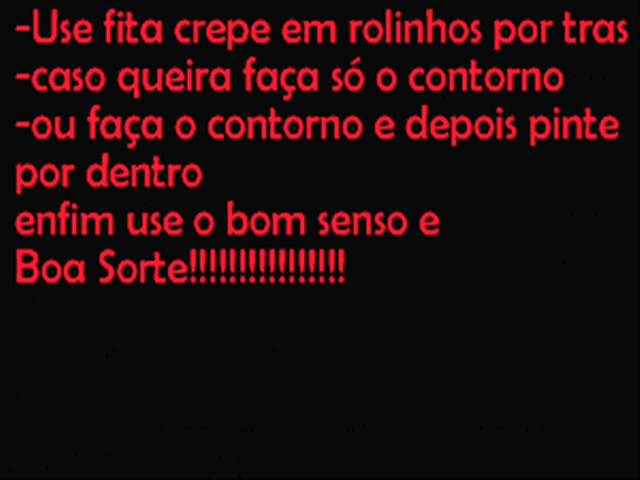 -Use fita crepe em rolinhos por tras
-caso queira faça só o contorno
-ou faça o contorno e depois pinte
por dentro
enfim use o bom senso e
Boa Sorte!!!!!!!!!!!!!!!!